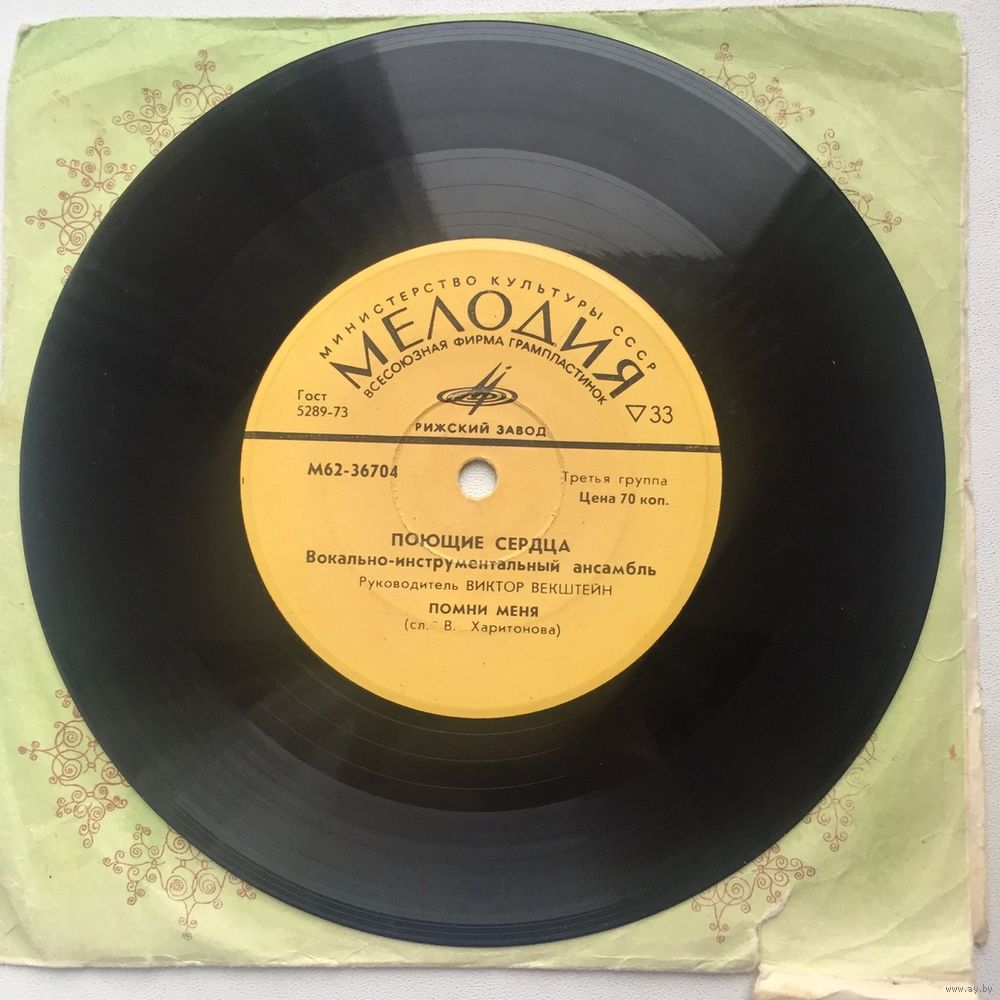 МИНИСТЕРСТВО КУЛЬТУРЫ СССР
МЕЛОДИЯ
ВСЕСОЮЗНАЯ ФИРМА ГРАМПЛАСТИНОК
Гост
5289-73
▽33
РИЖСКИЙ ЗАВОД
М62-36704
Третья группа
Цена 70 коп.
ПОЮЩИЕ СЕРДЦА
Вокально-инструментальный ансамбль
Руководитель ВИКТОР ВЕКШТЕЙН
ПОМНИ МЕНЯ
(сл. В. Харитонова)
www.ay.by